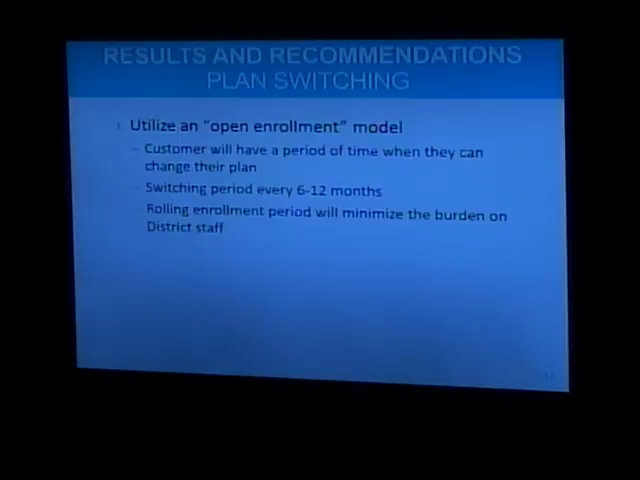 RESULTS AND RECOMMENDATIONS
PLAN SWITCHING
Utilize an "open enrollment" model
Customer will have a period of time when they can
change their plan
Switching period every 6-12 months
Rolling enrollment period will minimize the burden on
District staff